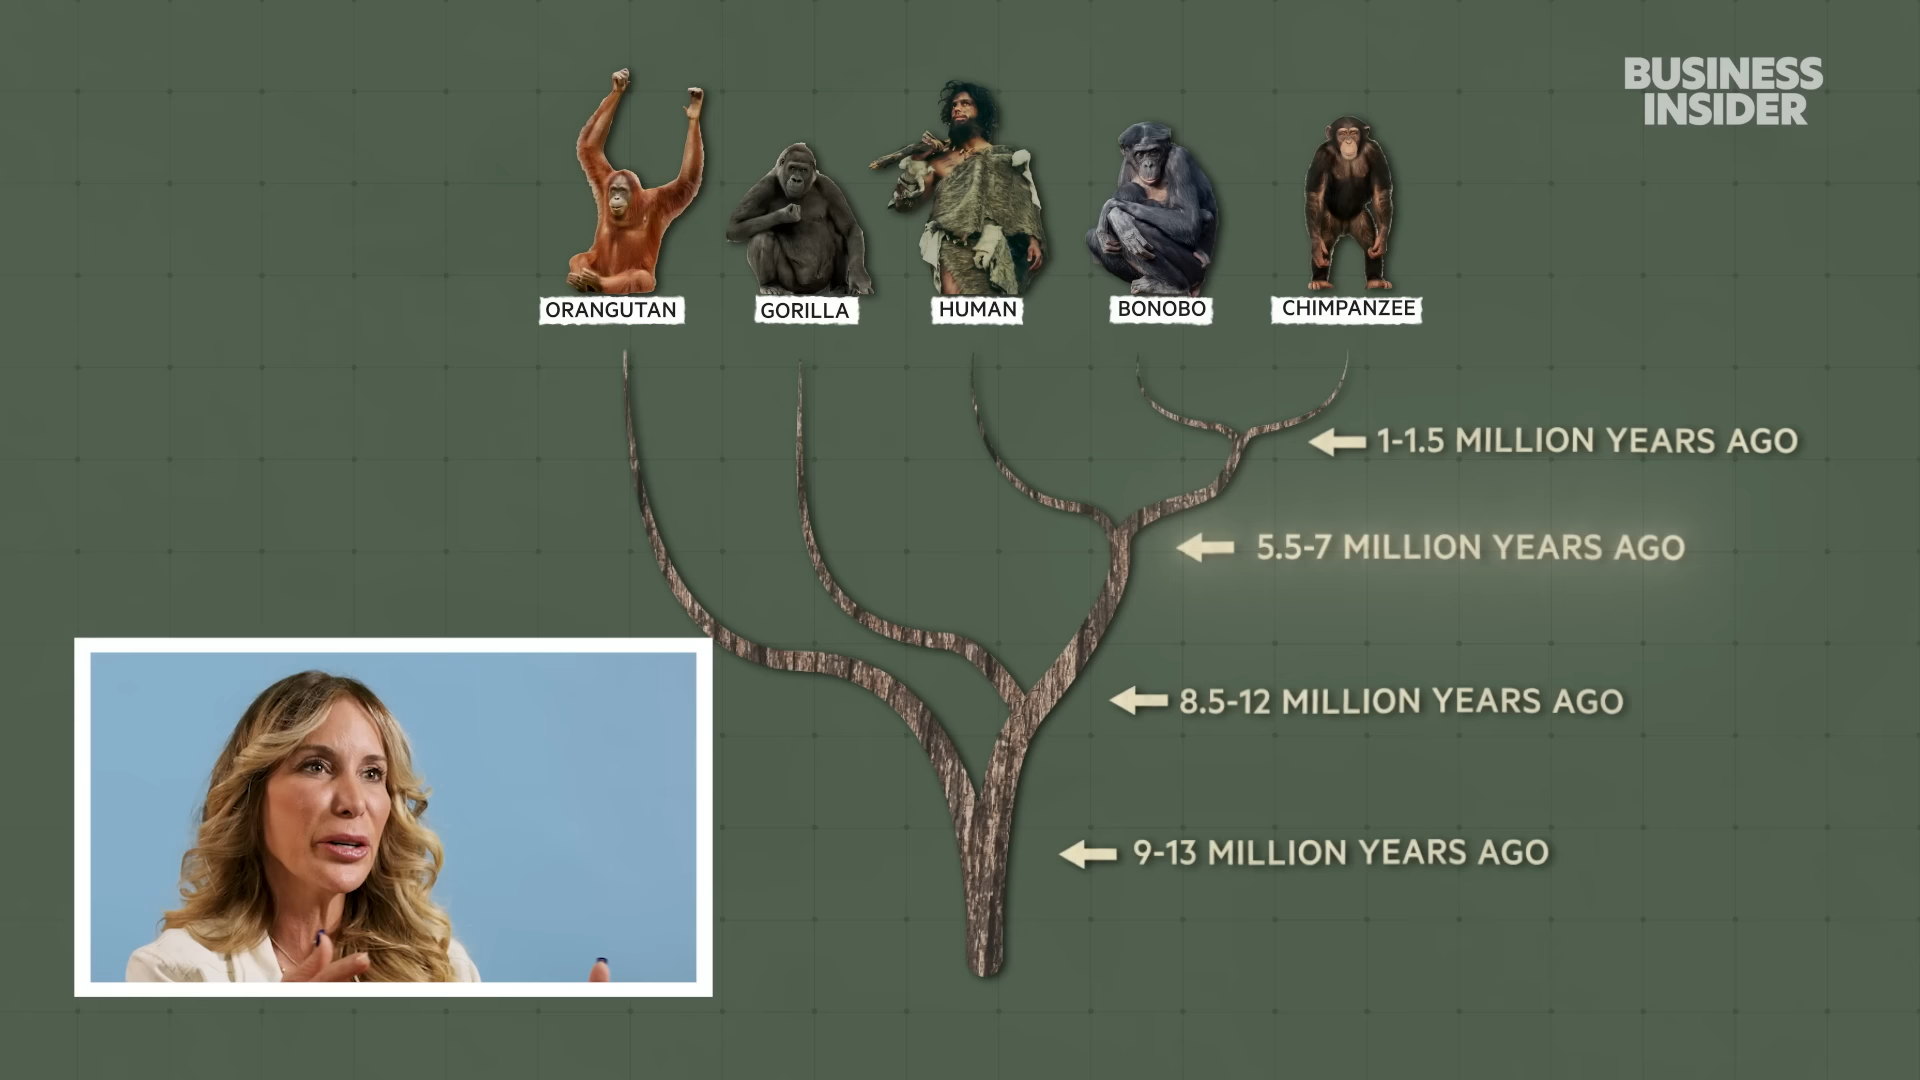 BUSINESS
INSIDER
ORANGUTAN
GORILLA
HUMAN
BONOBO
CHIMPANZEE
1-1.5 MILLION YEARS AGO
5.5-7 MILLION YEARS AGO
8.5-12 MILLION YEARS AGO
9-13 MILLION YEARS AGO